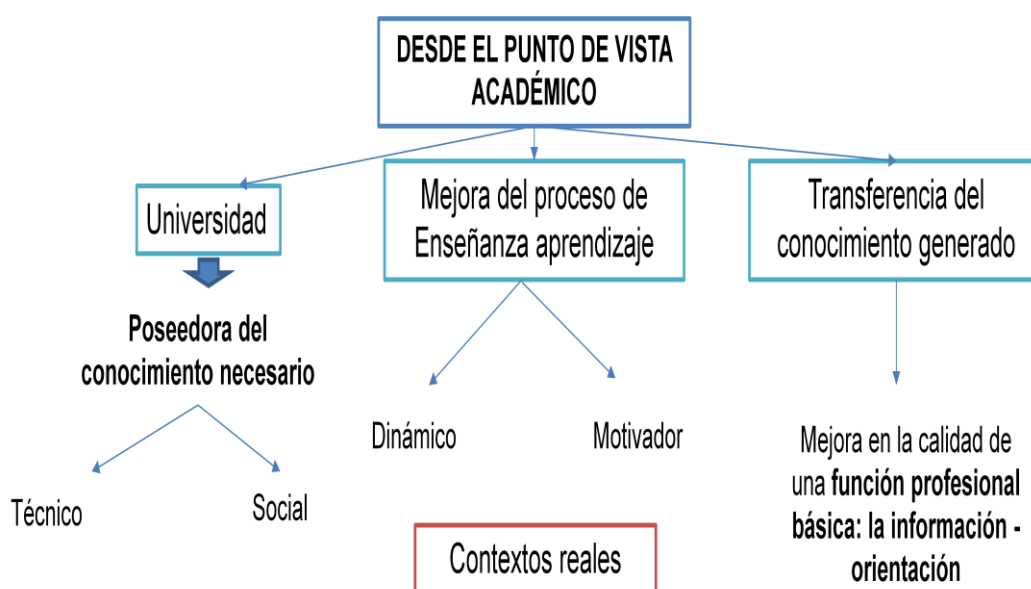 DESDE EL PUNTO DE VISTA
ACADÉMICO
Universidad
Mejora del proceso de
Enseñanza aprendizaje
Transferencia del
conocimiento generado
Poseedora del
conocimiento necesario
Técnico
Social
Dinámico
Motivador
Mejora en la calidad de
una función profesional
básica: la información -
orientación
Contextos reales